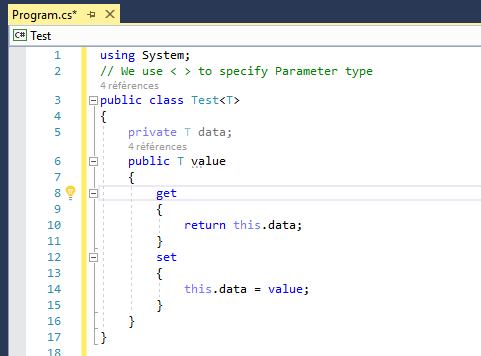 Program.cs*
C# Test
1 using System;
2 // We use < > to specify Parameter type
4 références
3 public class Test<T>
4 {
5 private T data;
4 références
6 public T value
7 {
8 get
9 {
10 return this.data;
11 }
12 set
13 {
14 this.data = value;
15 }
16 }
17 }
18